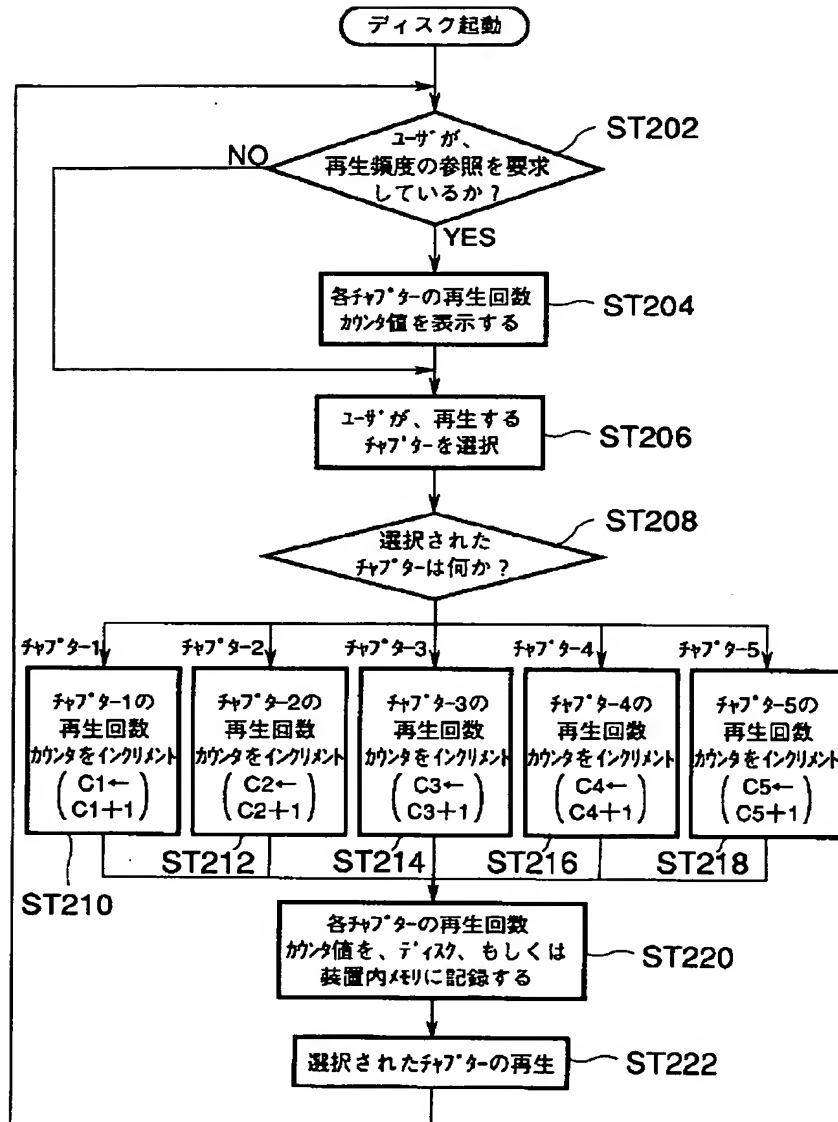 ディスク起動
ユーザが、
再生頻度の参照を要求
しているか?
ST202
NO
YES
各チャプターの再生回数
カウンタ値を表示する
ST204
ユーザが、再生する
チャプターを選択
ST206
選択された
チャプターは何か?
ST208
チャプター1
チャプター2
チャプター3
チャプター4
チャプター5
チャプター1の
再生回数
カウンタをインクリメント
(C1←
C1+1)
ST210
チャプター2の
再生回数
カウンタをインクリメント
(C2←
C2+1)
ST212
チャプター3の
再生回数
カウンタをインクリメント
(C3←
C3+1)
ST214
チャプター4の
再生回数
カウンタをインクリメント
(C4←
C4+1)
ST216
チャプター5の
再生回数
カウンタをインクリメント
(C5←
C5+1)
ST218
各チャプターの再生回数
カウンタ値を、ディスク、もしくは
装置内メモリに記録する
ST220
選択されたチャプターの再生
ST222